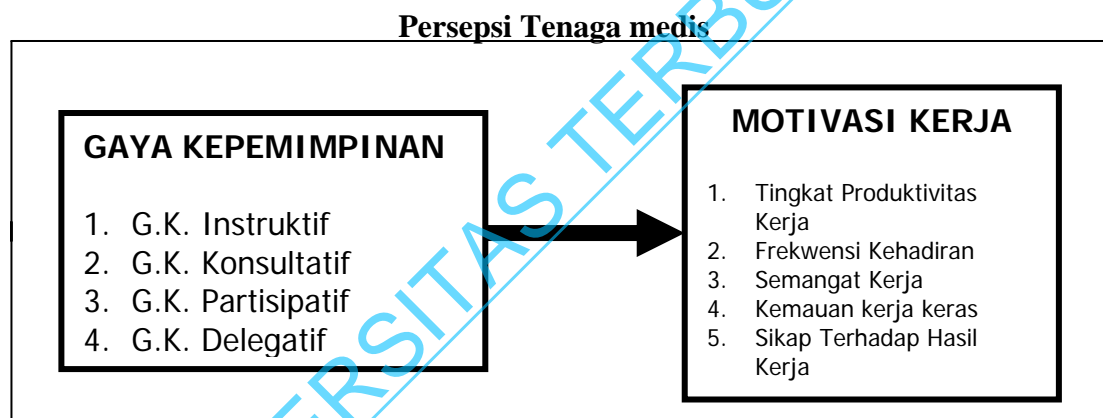 Persepsi Tenaga medis
GAYA KEPEMIMPINAN
1. G.K. Instruktif
2. G.K. Konsultatif
3. G.K. Partisipatif
4. G.K. Delegatif
MOTIVASI KERJA
1. Tingkat Produktivitas
Kerja
2. Frekwensi Kehadiran
3. Semangat Kerja
4. Kemauan kerja keras
5. Sikap Terhadap Hasil
Kerja